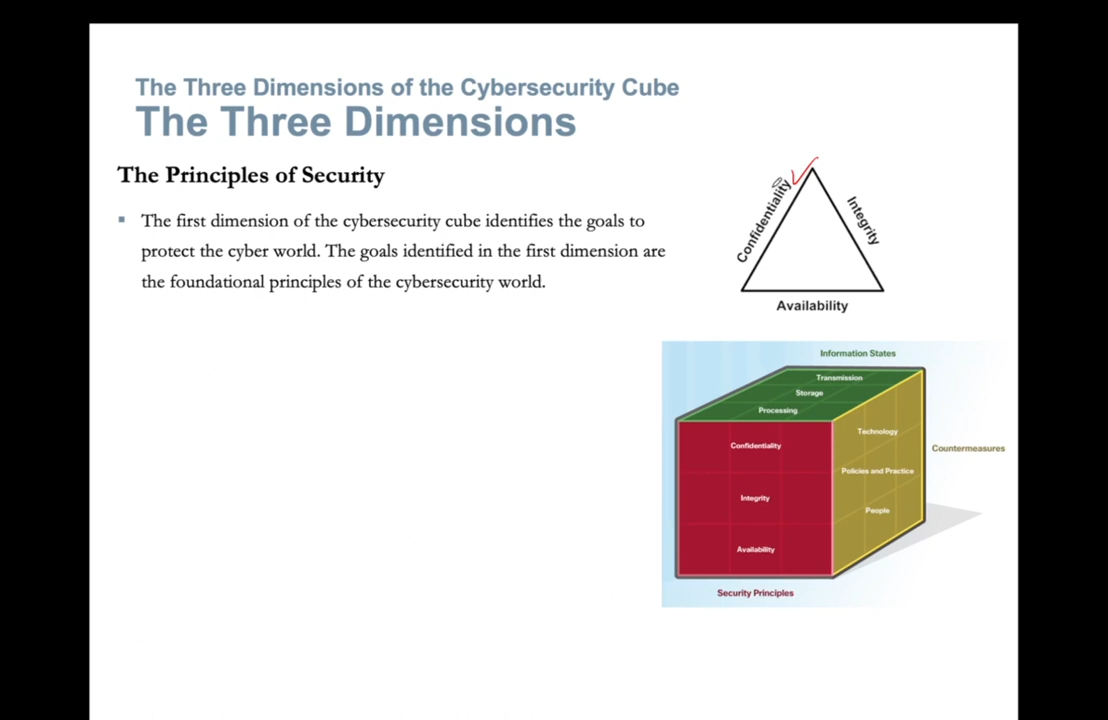 The Three Dimensions of the Cybersecurity Cube
The Three Dimensions
The Principles of Security
The first dimension of the cybersecurity cube identifies the goals to
protect the cyber world. The goals identified in the first dimension are
the foundational principles of the cybersecurity world.
Confidentiality
Integrity
Availability
Information States
Transmission
Storage
Processing
Confidentiality
Integrity
Availability
Technology
Policies and Practice
People
Countermeasures
Security Principles